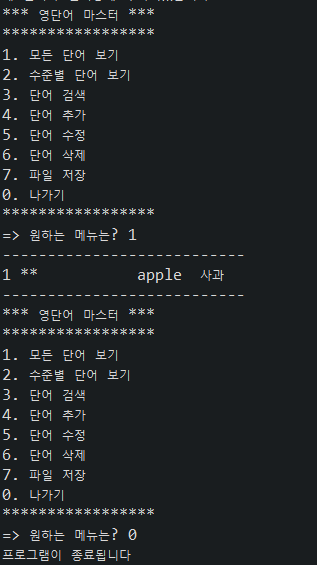 *** 영단어 마스터 ***
*****************
1. 모든 단어 보기
2. 수준별 단어 보기
3. 단어 검색
4. 단어 추가
5. 단어 수정
6. 단어 삭제
7. 파일 저장
0. 나가기
*****************
=> 원하는 메뉴는? 1
---------------------------
1 **           apple  사과
---------------------------
*** 영단어 마스터 ***
*****************
1. 모든 단어 보기
2. 수준별 단어 보기
3. 단어 검색
4. 단어 추가
5. 단어 수정
6. 단어 삭제
7. 파일 저장
0. 나가기
*****************
=> 원하는 메뉴는? 0
프로그램이 종료됩니다